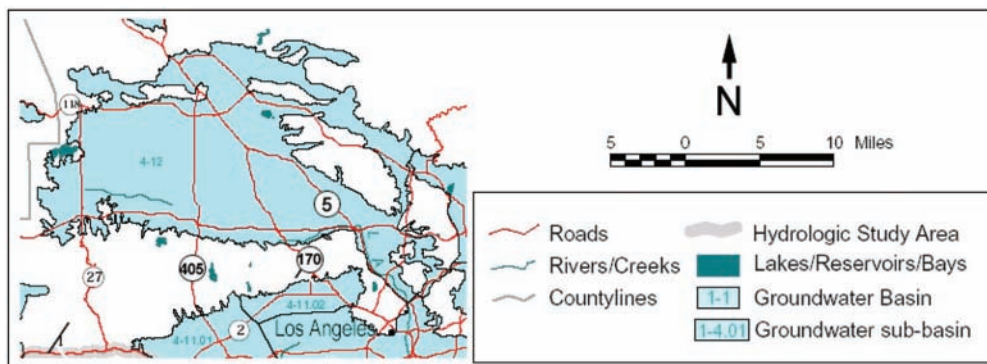 118
4-12
5
27
405
170
4-11.02
2
Los Angeles
4-11.01
1
N
5 0 5 10 Miles
Roads
Rivers/Creeks
Countylines
Hydrologic Study Area
Lakes/Reservoirs/Bays
1-1 Groundwater Basin
1-4.01 Groundwater sub-basin